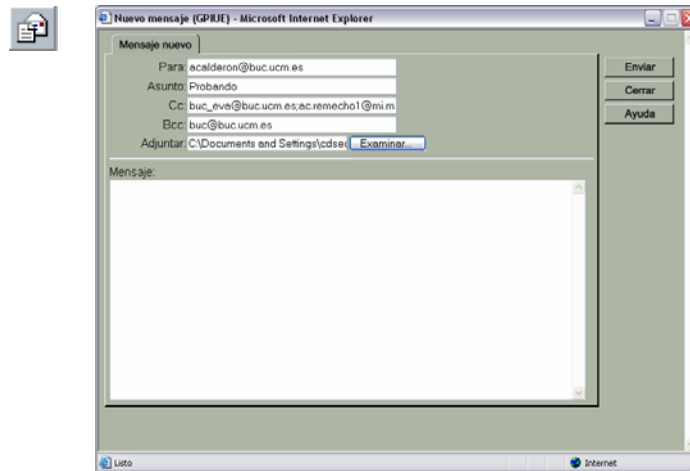 Nuevo mensaje (GPIUE) - Microsoft Internet Explorer
Mensaje nuevo
Para: acalderon@buc.ucm.es
Asunto: Probando
Cc: buc_eva@buc.ucm.es;ac.remecho1@mi.m
Bcc: buc@buc.ucm.es
Adjuntar: C:\Documents and Settings\cdsec Examinar...
Mensaje:
Enviar
Cerrar
Ayuda
Listo
Internet